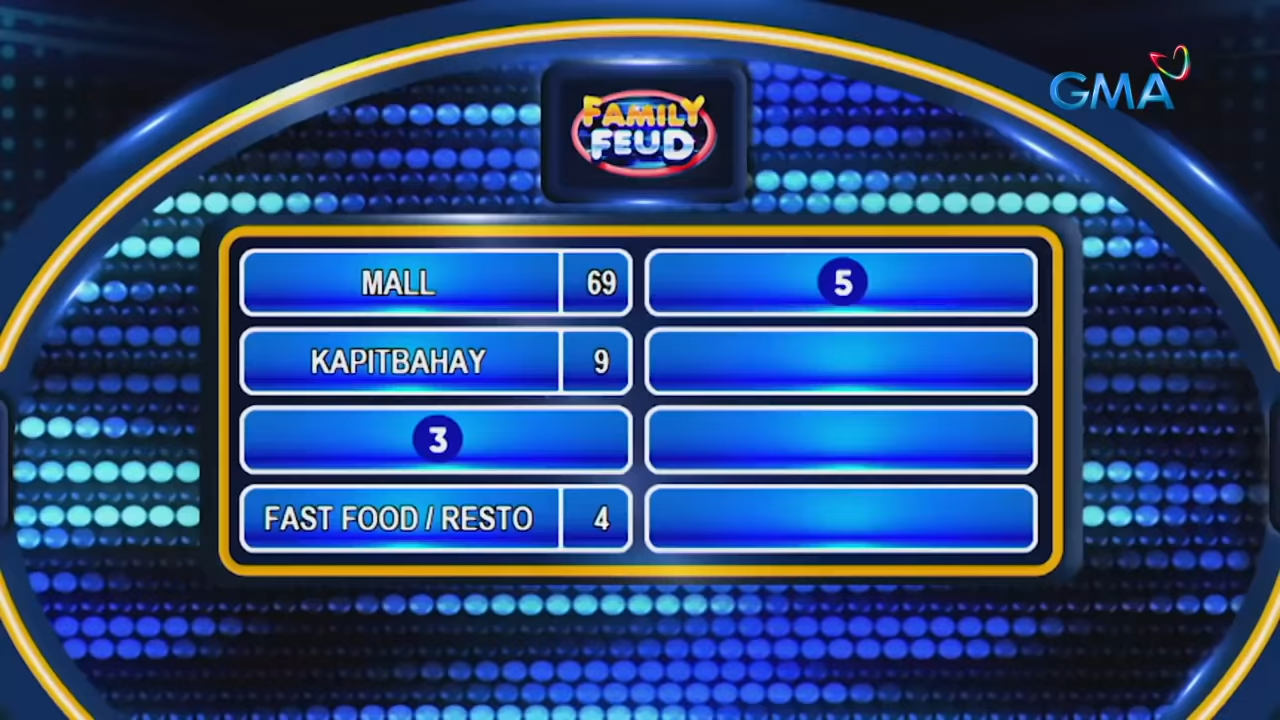 GMA
FAMILY
FEUD
MALL 69
KAPITBAHAY 9
3
FAST FOOD / RESTO 4
5